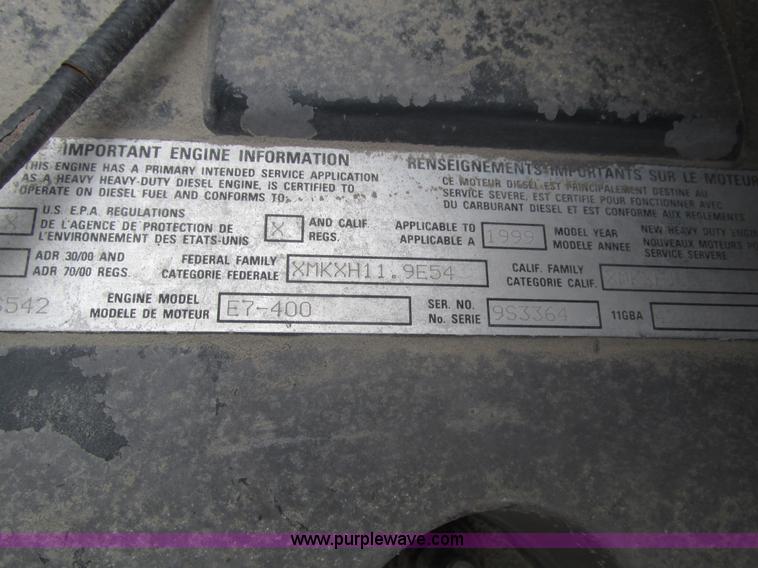 IMPORTANT ENGINE INFORMATION
THIS ENGINE HAS A PRIMARY INTENDED SERVICE APPLICATION
AS A HEAVY HEAVY-DUTY DIESEL ENGINE, IS CERTIFIED TO
OPERATE ON DIESEL FUEL AND CONFORMS TO:
RENSEIGNEMENTS IMPORTANTS SUR LE MOTEUR
CE MOTEUR DIESEL EST PRINCIPALEMENT DESTINE AU
SERVICE SEVERE, EST CERTIFIE POUR FONCTIONNER AVEC
DU CARBURANT DIESEL ET EST CONFORME AUX REGLEMENTS
X U.S. E.P.A. REGULATIONS
DE L'AGENCE DE PROTECTION DE
L'ENVIRONNEMENT DES ETATS-UNIS
X AND CALIF.
REGS.
APPLICABLE TO
APPLICABLE A
1999
MODEL YEAR
MODELE ANNEE
NEW HEAVY DUTY ENGIN
NOUVEAUX MOTEURS PO
SERVICE SERVERE
ADR 30/00 AND
ADR 70/00 REGS.
FEDERAL FAMILY
CATEGORIE FEDERALE
XMKXH11.9E54
CALIF. FAMILY
CATEGORIE CALIF.
542
ENGINE MODEL
MODELE DE MOTEUR
E7-400
SER. NO.
No. SERIE
9S3364
11GBA
www.purplewave.com